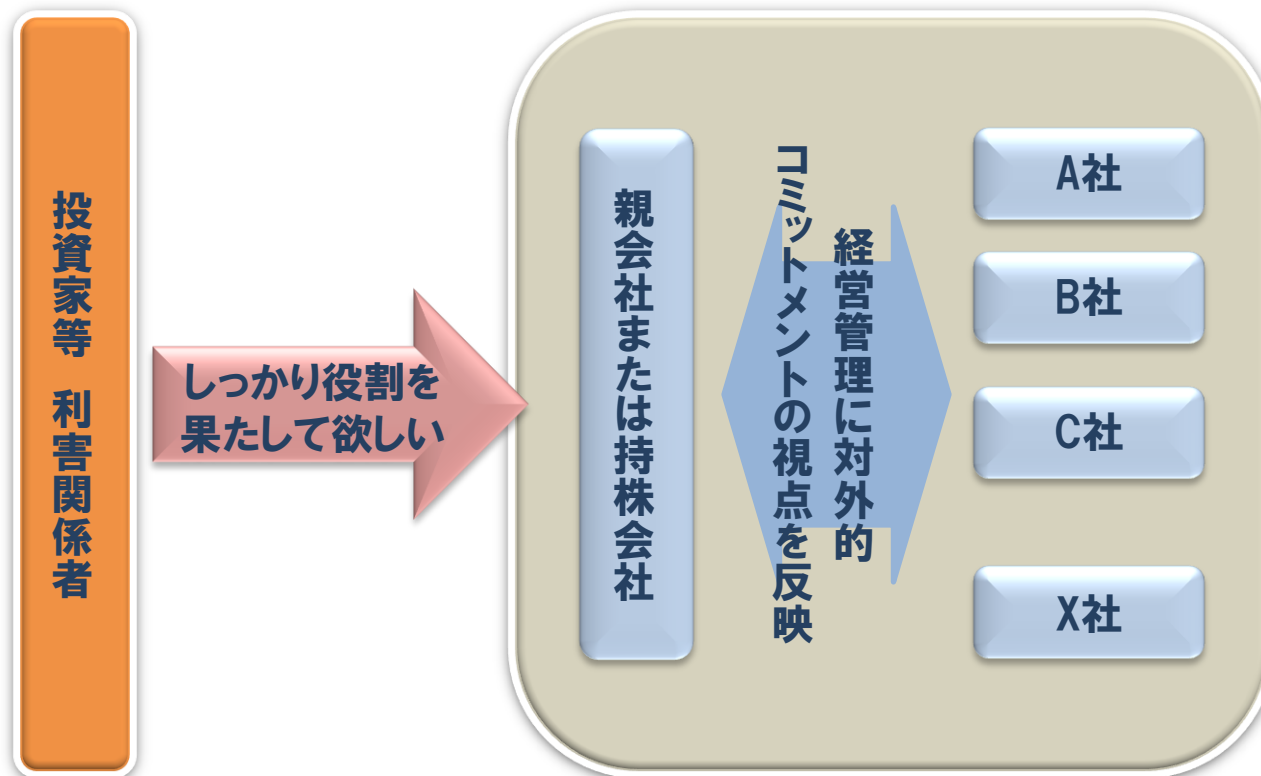 投資家等 利害関係者
しっかり役割を
果たして欲しい
親会社または持株会社
経営管理に対外的
コミットメントの視点を反映
A社
B社
C社
X社